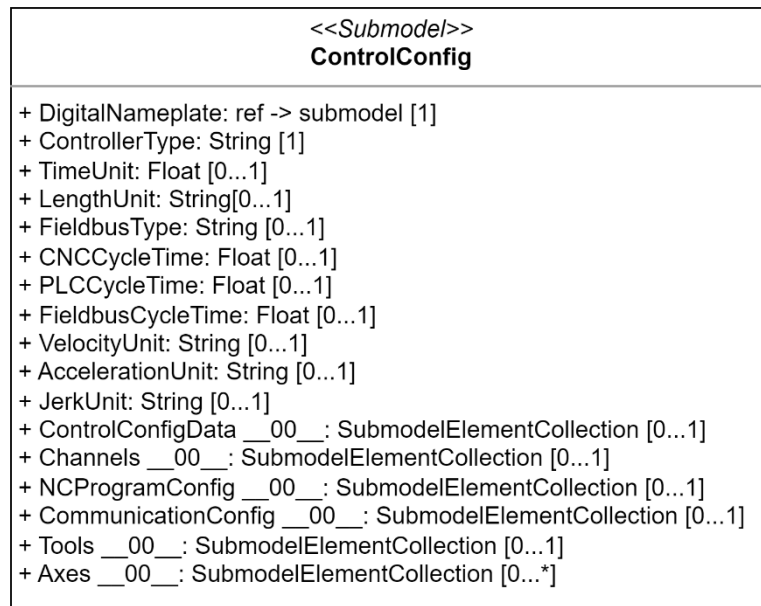 <<Submodel>>
ControlConfig
+ DigitalNameplate: ref -> submodel [1]
+ ControllerType: String [1]
+ TimeUnit: Float [0...1]
+ LengthUnit: String[0...1]
+ FieldbusType: String [0...1]
+ CNCCycleTime: Float [0...1]
+ PLCCycleTime: Float [0...1]
+ FieldbusCycleTime: Float [0...1]
+ VelocityUnit: String [0...1]
+ AccelerationUnit: String [0...1]
+ JerkUnit: String [0...1]
+ ControlConfigData __00__: SubmodelElementCollection [0...1]
+ Channels __00__: SubmodelElementCollection [0...1]
+ NCProgramConfig __00__: SubmodelElementCollection [0...1]
+ CommunicationConfig __00__: SubmodelElementCollection [0...1]
+ Tools __00__: SubmodelElementCollection [0...1]
+ Axes __00__: SubmodelElementCollection [0...*]